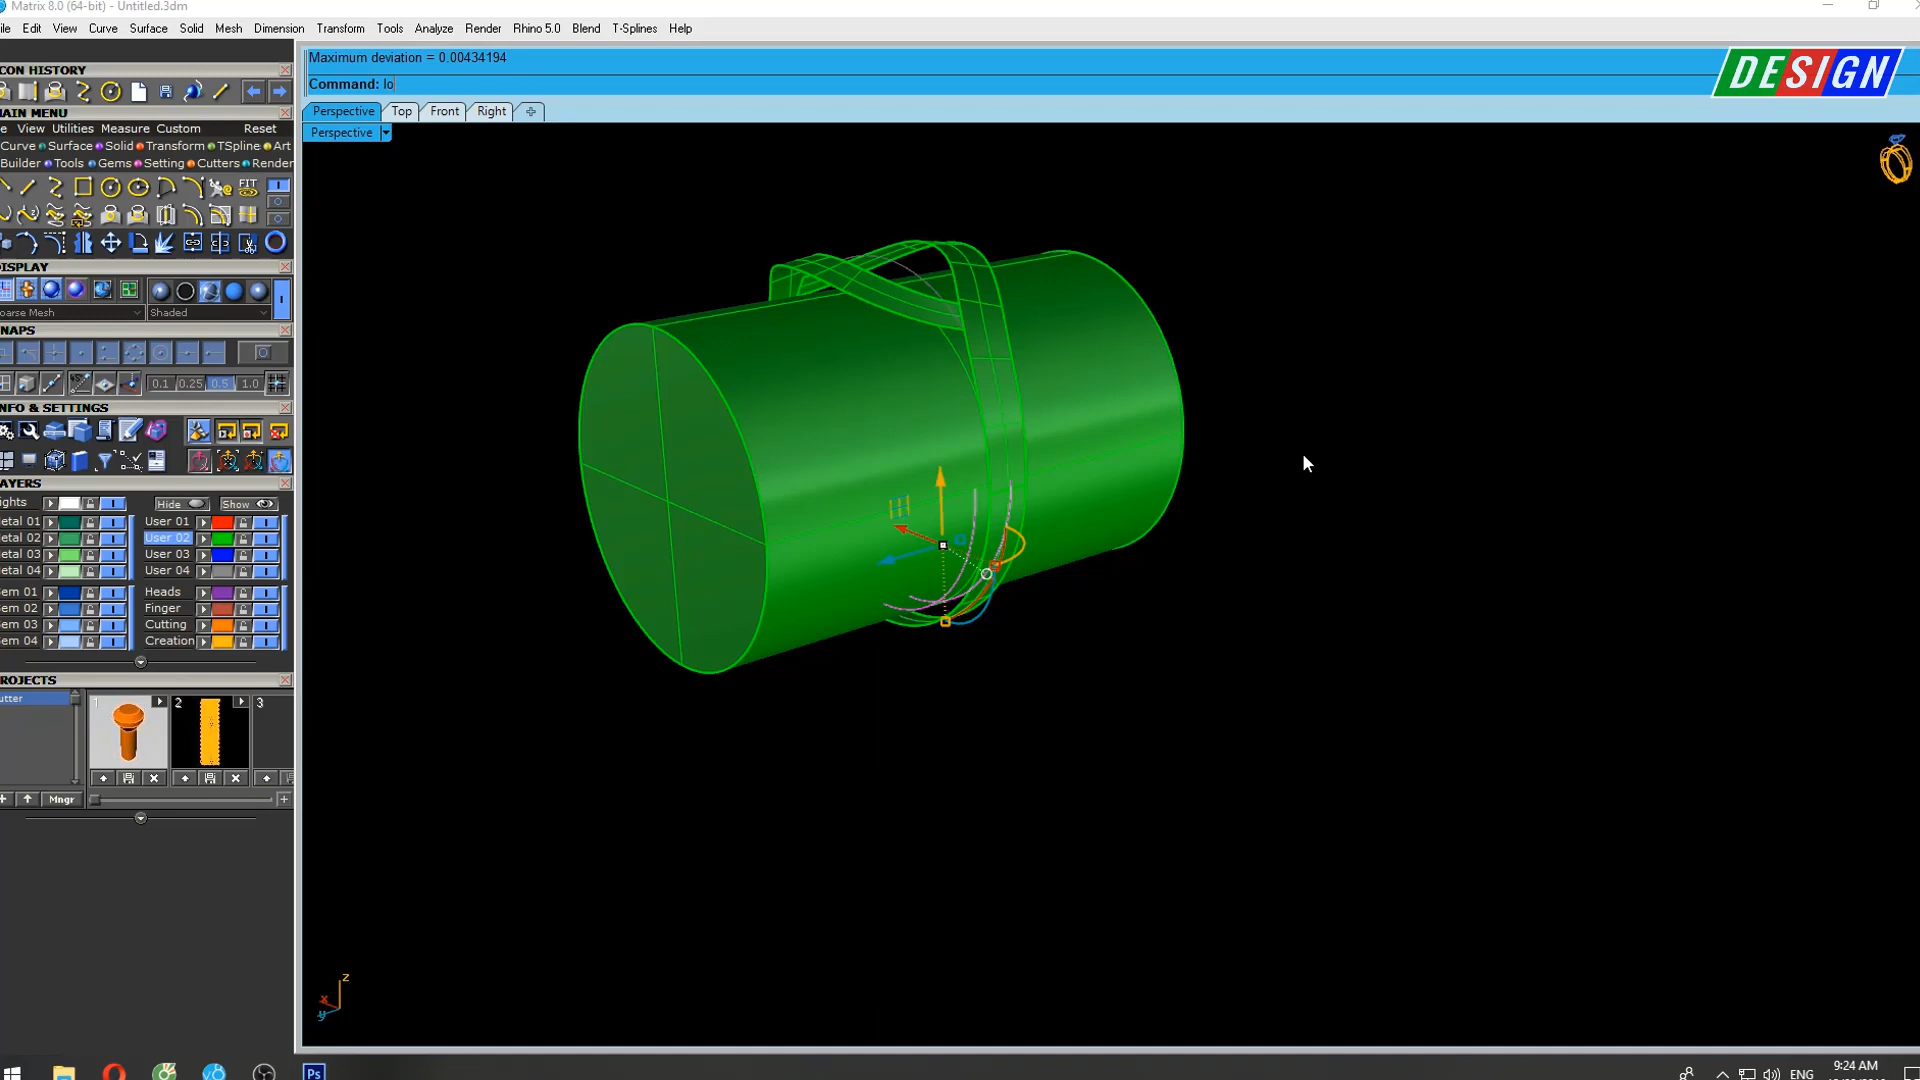 Matrix 8.0 (64-bit) - Untitled.3dm
ile Edit View Curve Surface Solid Mesh Dimension Transform Tools Analyze Render Rhino 5.0 Blend T-Splines Help
Maximum deviation = 0.00434194
Command: lo
DESIGN
Perspective Top Front Right
Perspective
CON HISTORY
AIN MENU
e View Utilities Measure Custom Reset
Curve Surface Solid Transform TSpline Art
Builder Tools Gems Setting Cutters Render
FIT
ISPLAY
oarse Mesh Shaded
NAPS
0.1 0.25 0.5 1.0
NFO & SETTINGS
AYERS
ights Hide Show
etal 01 User 01
etal 02 User 02
etal 03 User 03
etal 04 User 04
em 01 Heads
em 02 Finger
em 03 Cutting
em 04 Creation
ROJECTS
utter
1 2 3
Mngr
z
x
y
Ps
ENG
9:24 AM